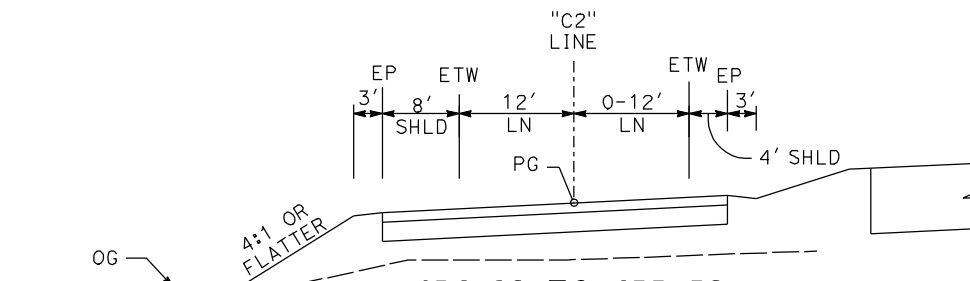 "C2"
LINE
EP
ETW
ETW
EP
3'
8'
SHLD
12'
LN
0-12'
LN
3'
4' SHLD
PG
4:1 OR
FLATTER
OG